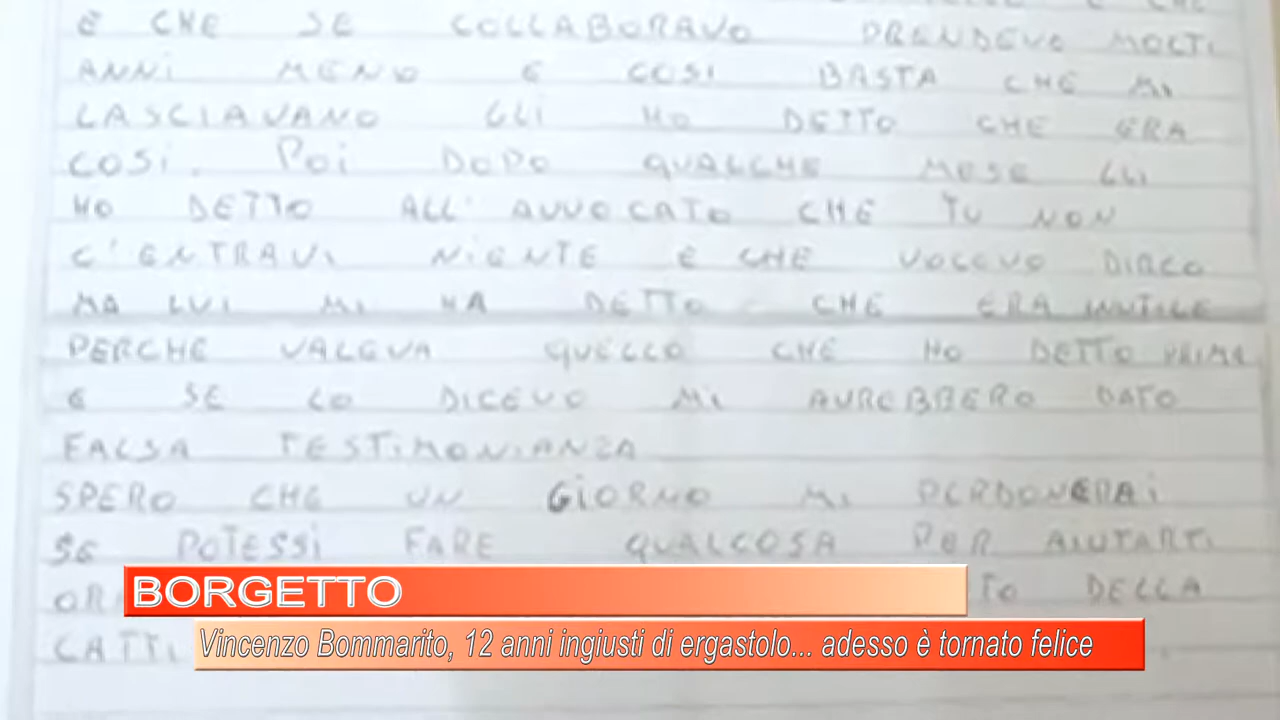 E CHE SE COLLABORAVO PRENDEVO MOLTI
ANNI MENO E COSI BASTA CHE MI
LASCIAVANO GLI HO DETTO CHE ERA
COSI. POI DOPO QUALCHE MESE GLI
HO DETTO ALL'AVVOCATO CHE TU NON
C'ENTRAVI NIENTE E CHE VOLEVO DIRLO
MA LUI MI HA DETTO CHE ERA INUTILE
PERCHE VALEVA QUELLO CHE HO DETTO PRIMA
E SE LO DICEVO MI AVREBBERO DATO
FALSA TESTIMONIANZA
SPERO CHE UN GIORNO MI PERDONERAI
SE POTESSI FARE QUALCOSA PER AIUTARTI
DELLA
BORGETTO
Vincenzo Bommarito, 12 anni ingiusti di ergastolo... adesso è tornato felice